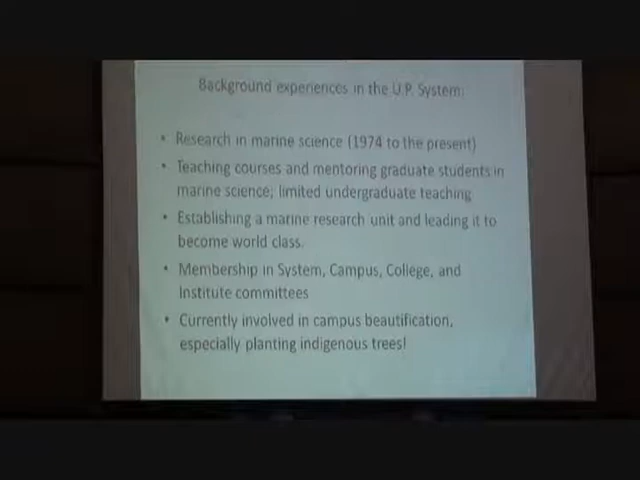 Background experiences in the U.P. System:
• Research in marine science (1974 to the present)
• Teaching courses and mentoring graduate students in
marine science; limited undergraduate teaching
• Establishing a marine research unit and leading it to
become world class.
• Membership in System, Campus, College, and
Institute committees
• Currently involved in campus beautification,
especially planting indigenous trees!